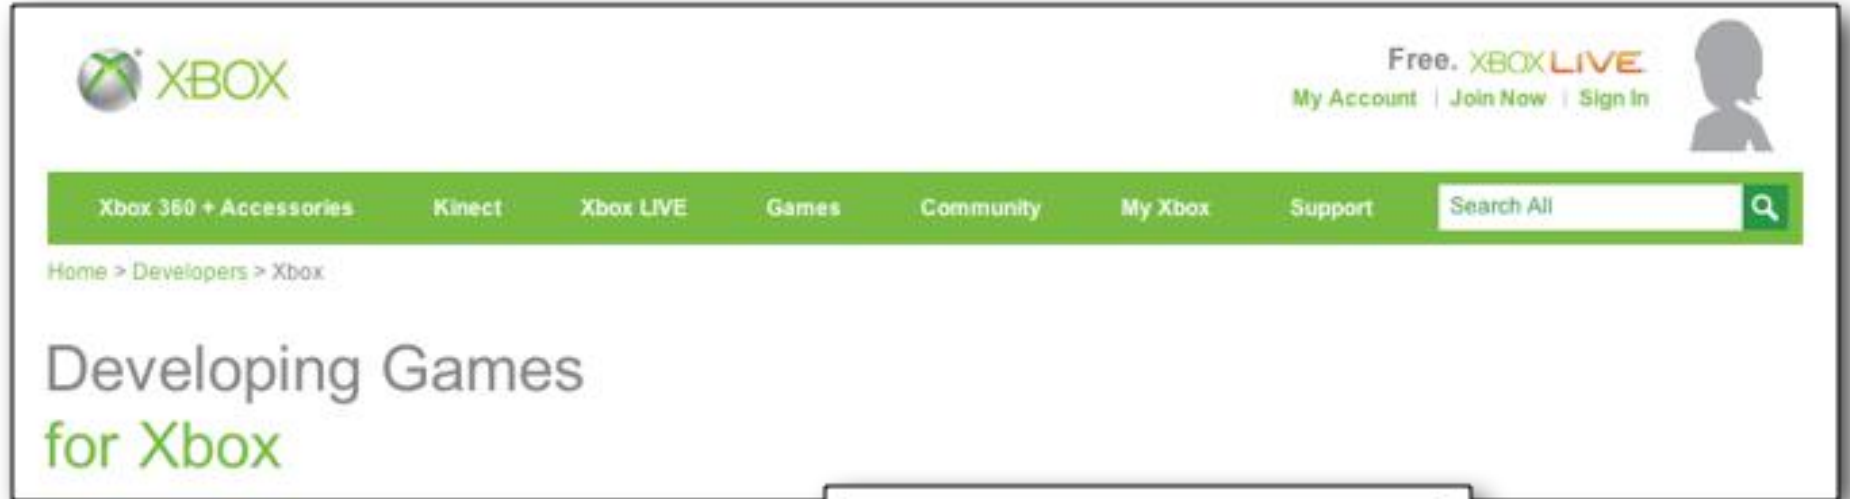 XBOX
Free. XBOX LIVE
My Account | Join Now | Sign In
Xbox 360 + Accessories Kinect Xbox LIVE Games Community My Xbox Support Search All
Home > Developers > Xbox
Developing Games
for Xbox